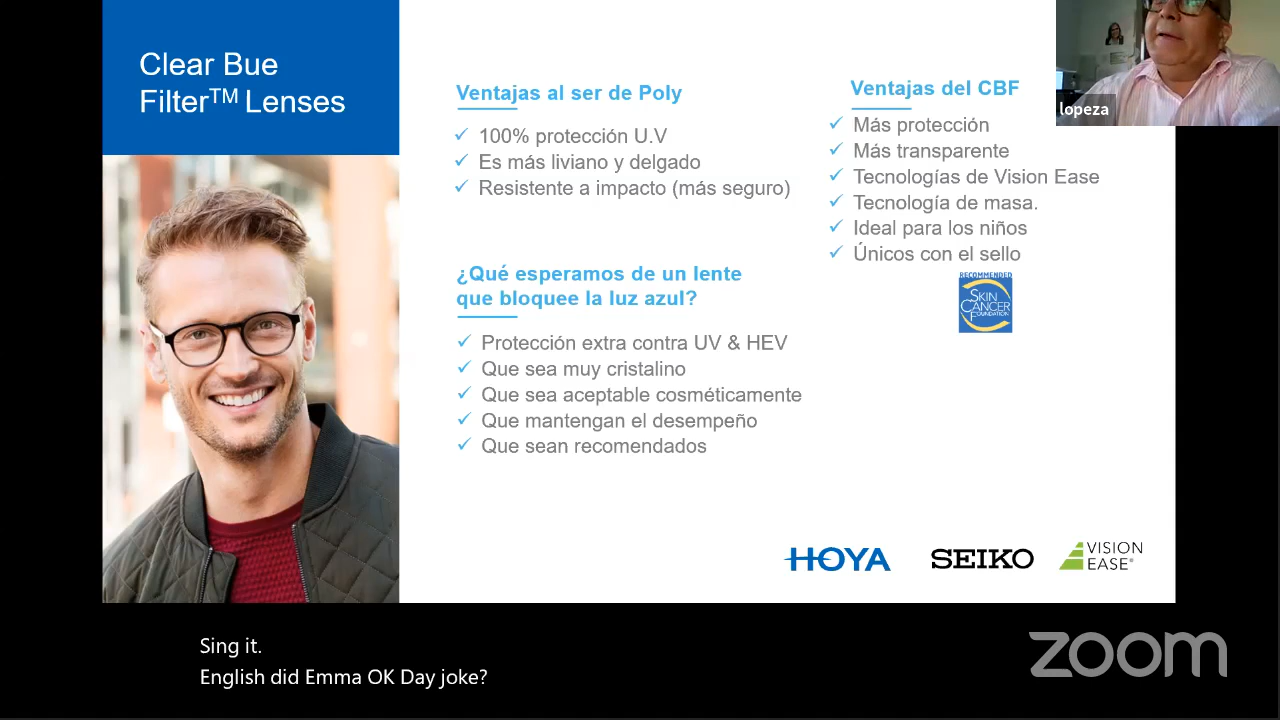 Clear Bue
Filter™ Lenses
Ventajas al ser de Poly
100% protección U.V
Es más liviano y delgado
Resistente a impacto (más seguro)
¿Qué esperamos de un lente
que bloquee la luz azul?
Protección extra contra UV & HEV
Que sea muy cristalino
Que sea aceptable cosméticamente
Que mantengan el desempeño
Que sean recomendados
Ventajas del CBF
Más protección
Más transparente
Tecnologías de Vision Ease
Tecnología de masa.
Ideal para los niños
Únicos con el sello
RECOMMENDED
SKIN
CANCER
FOUNDATION
lopeza
HOYA
SEIKO
VISION
EASE®
Sing it.
English did Emma OK Day joke?
zoom